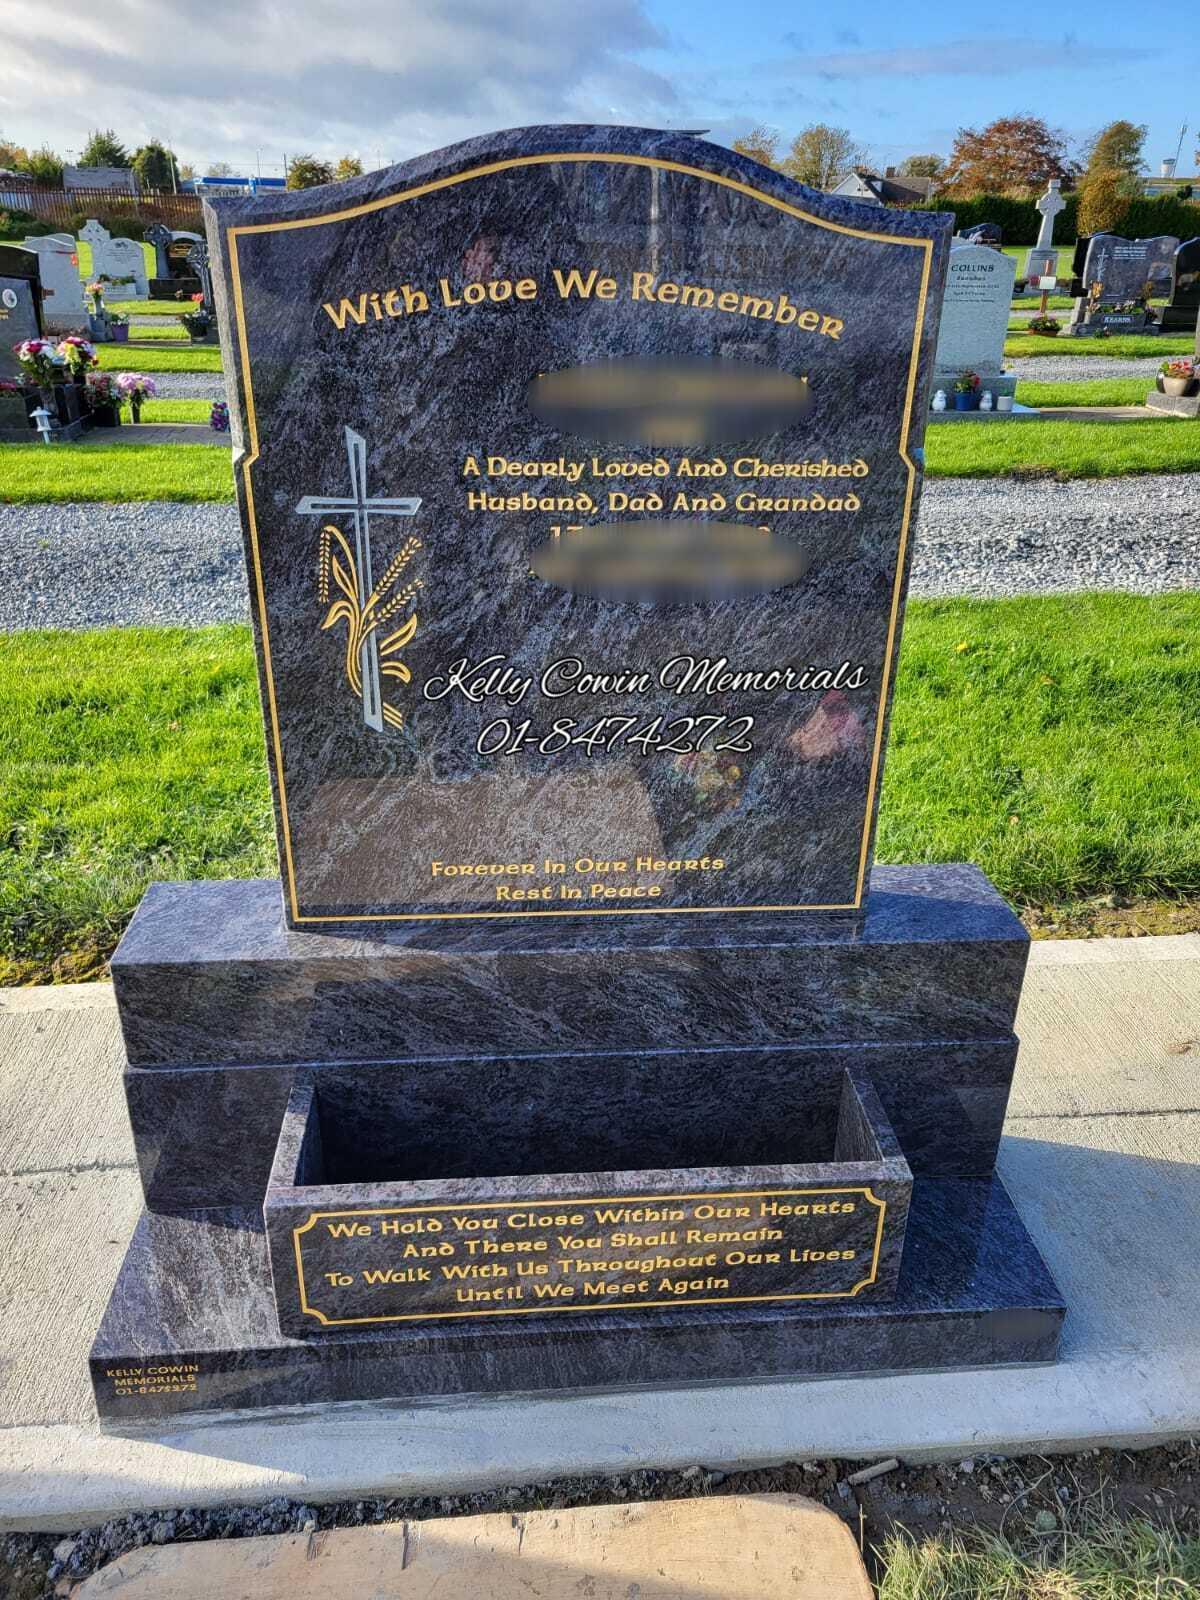 With Love We Remember
A Dearly Loved And Cherished
Husband, Dad And Grandad
17
Kelly Cowin Memorials
01-8474272
Forever In Our Hearts
Rest In Peace
We Hold You Close Within Our Hearts
And There You Shall Remain
To Walk With Us Throughout Our Lives
Until We Meet Again
KELLY COWIN
MEMORIALS
COLLINS
KEARNS